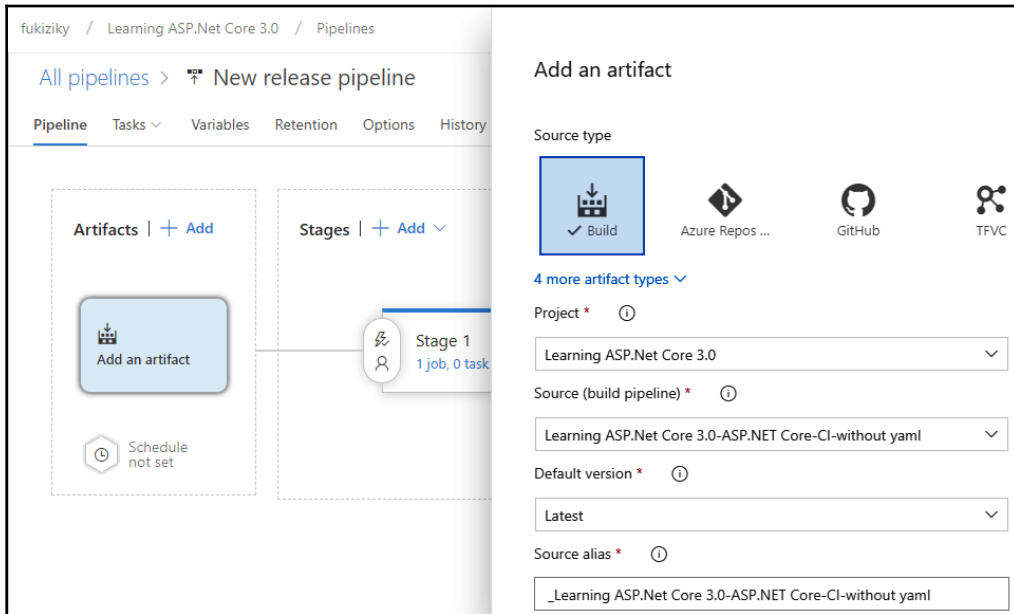 fukiziky / Learning ASP.Net Core 3.0 / Pipelines
All pipelines > New release pipeline
Pipeline Tasks Variables Retention Options History
Artifacts | + Add
Stages | + Add
Add an artifact
Schedule
not set
Stage 1
1 job, 0 task
Add an artifact
Source type
Build
Azure Repos ...
GitHub
TFVC
4 more artifact types
Project *
Learning ASP.Net Core 3.0
Source (build pipeline) *
Learning ASP.Net Core 3.0-ASP.NET Core-CI-without yaml
Default version *
Latest
Source alias *
_Learning ASP.Net Core 3.0-ASP.NET Core-CI-without yaml